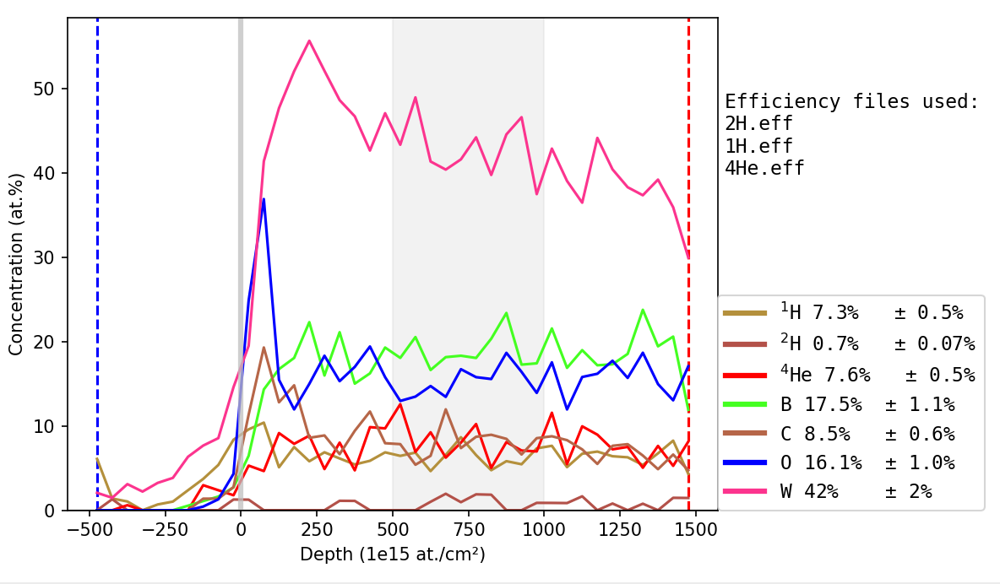 Concentration (at.%)
50
40
30
20
10
0
−500
−250
0
250
500
750
1000
1250
1500
Depth (1e15 at./cm²)
Efficiency files used:
2H.eff
1H.eff
4He.eff
¹H 7.3% ± 0.5%
²H 0.7% ± 0.07%
⁴He 7.6% ± 0.5%
B 17.5% ± 1.1%
C 8.5% ± 0.6%
O 16.1% ± 1.0%
W 42% ± 2%